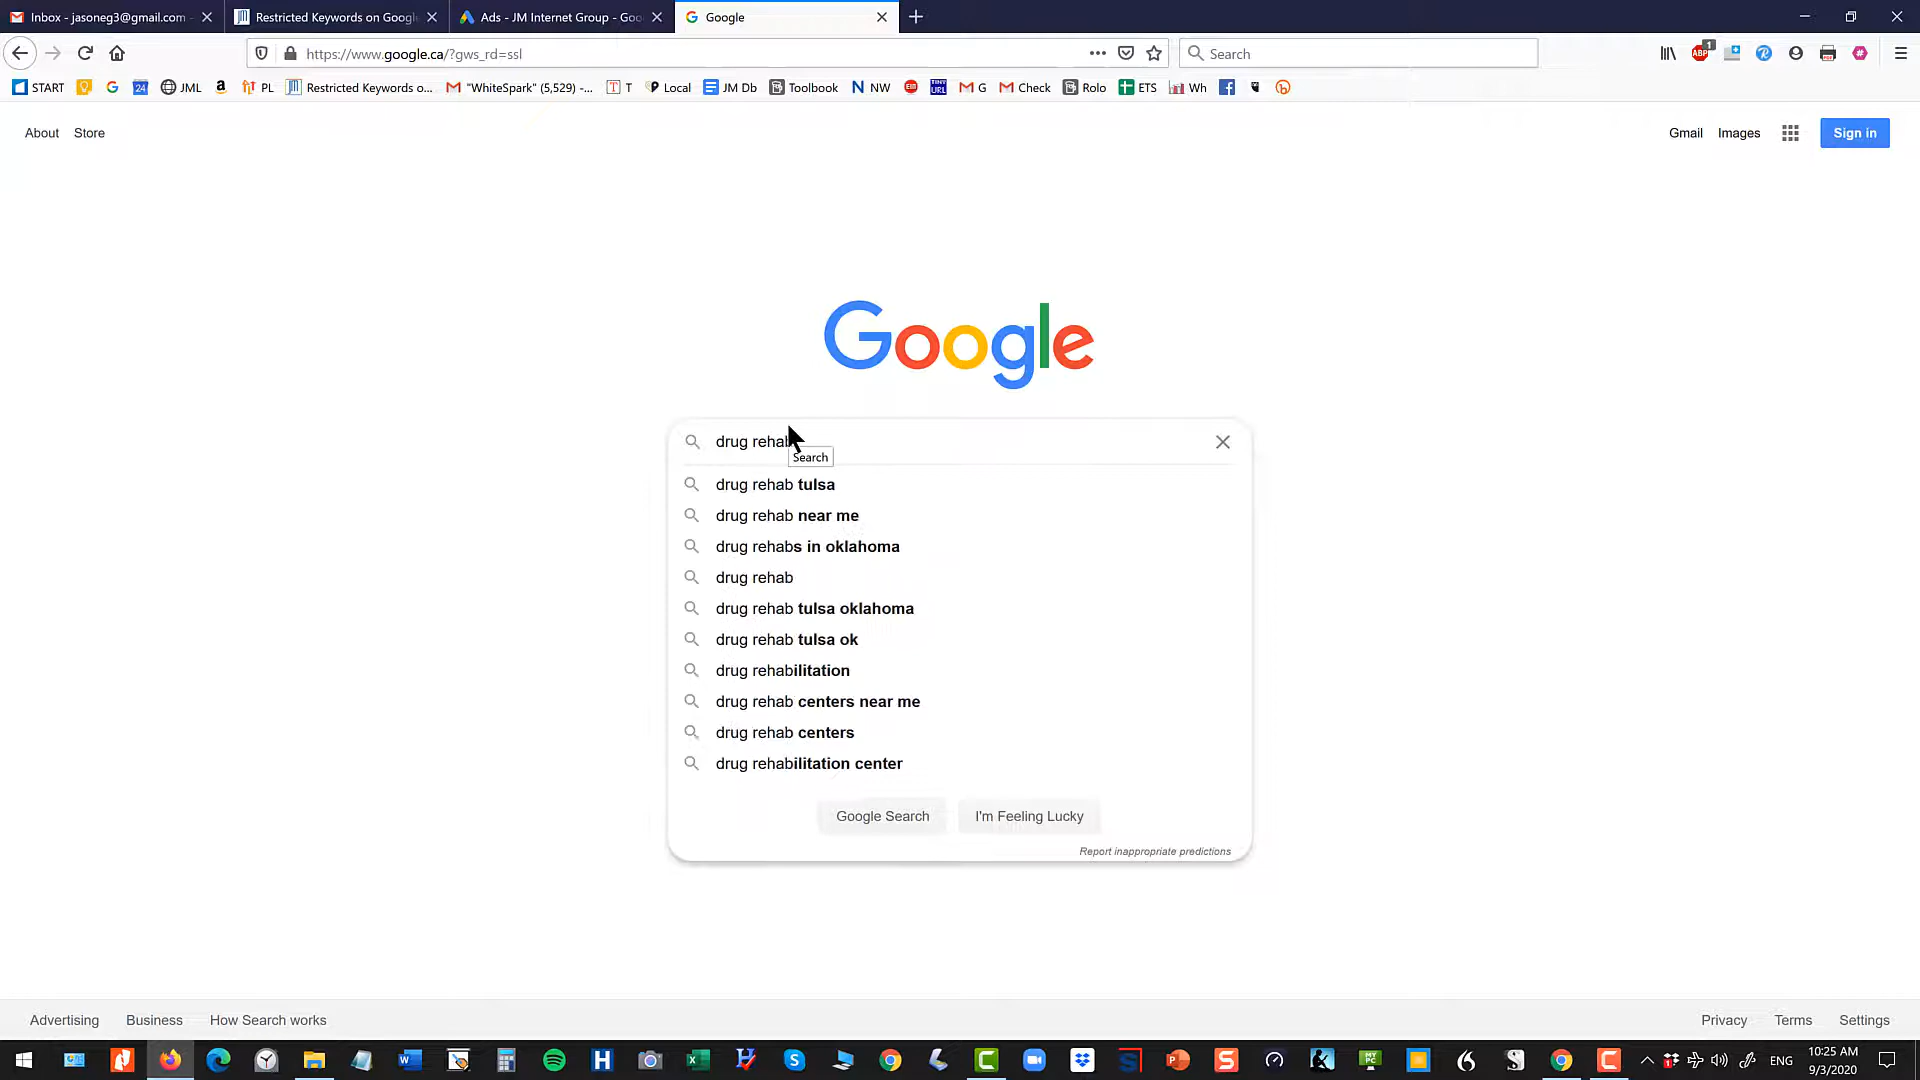 Inbox - jasoneg3@gmail.com -
Restricted Keywords on Google
Ads - JM Internet Group - Goo
Google
https://www.google.ca/?gws_rd=ssl
Search
START
JML
PL
Restricted Keywords o...
"WhiteSpark" (5,529) -...
T
Local
JM Db
Toolbook
NW
G
Check
Rolo
ETS
Wh
About
Store
Gmail
Images
Sign in
Google
drug rehab
Search
drug rehab tulsa
drug rehab near me
drug rehabs in oklahoma
drug rehab
drug rehab tulsa oklahoma
drug rehab tulsa ok
drug rehabilitation
drug rehab centers near me
drug rehab centers
drug rehabilitation center
Google Search
I'm Feeling Lucky
Report inappropriate predictions
Advertising
Business
How Search works
Privacy
Terms
Settings
ENG
10:25 AM
9/3/2020